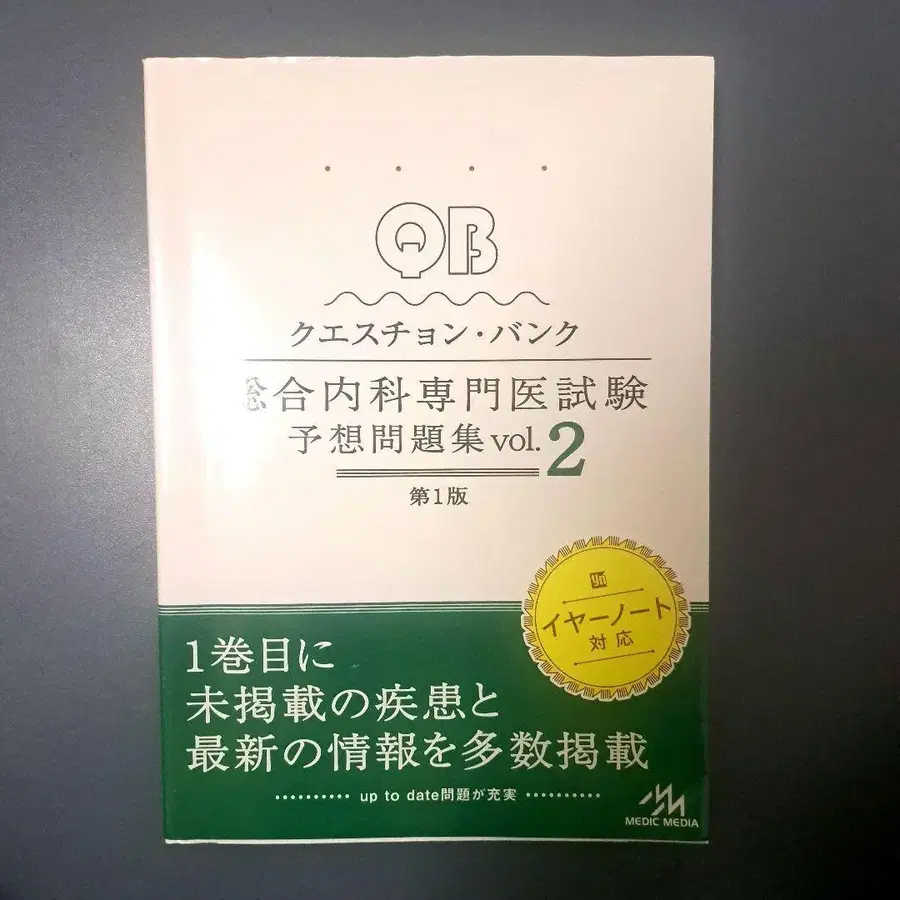 QB
クエスチョン・バンク
総合内科専門医試験
予想問題集 vol.2
第1版
yn
イヤーノート
対応
1巻目に
未掲載の疾患と
最新の情報を多数掲載
up to date問題が充実
MEDIC MEDIA